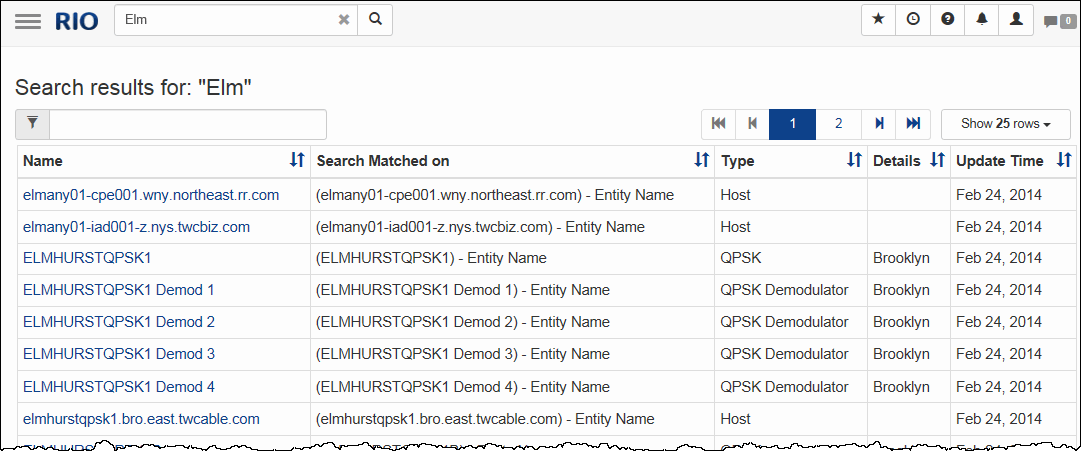 RIO Elm 0
Search results for: "Elm"
1 2 Show 25 rows
Name Search Matched on Type Details Update Time
elmany01-cpe001.wny.northeast.rr.com (elmany01-cpe001.wny.northeast.rr.com) - Entity Name Host Feb 24, 2014
elmany01-iad001-z.nys.twcbiz.com (elmany01-iad001-z.nys.twcbiz.com) - Entity Name Host Feb 24, 2014
ELMHURSTQPSK1 (ELMHURSTQPSK1) - Entity Name QPSK Brooklyn Feb 24, 2014
ELMHURSTQPSK1 Demod 1 (ELMHURSTQPSK1 Demod 1) - Entity Name QPSK Demodulator Brooklyn Feb 24, 2014
ELMHURSTQPSK1 Demod 2 (ELMHURSTQPSK1 Demod 2) - Entity Name QPSK Demodulator Brooklyn Feb 24, 2014
ELMHURSTQPSK1 Demod 3 (ELMHURSTQPSK1 Demod 3) - Entity Name QPSK Demodulator Brooklyn Feb 24, 2014
ELMHURSTQPSK1 Demod 4 (ELMHURSTQPSK1 Demod 4) - Entity Name QPSK Demodulator Brooklyn Feb 24, 2014
elmhurstqpsk1.bro.east.twcable.com (elmhurstqpsk1.bro.east.twcable.com) - Entity Name Host Feb 24, 2014